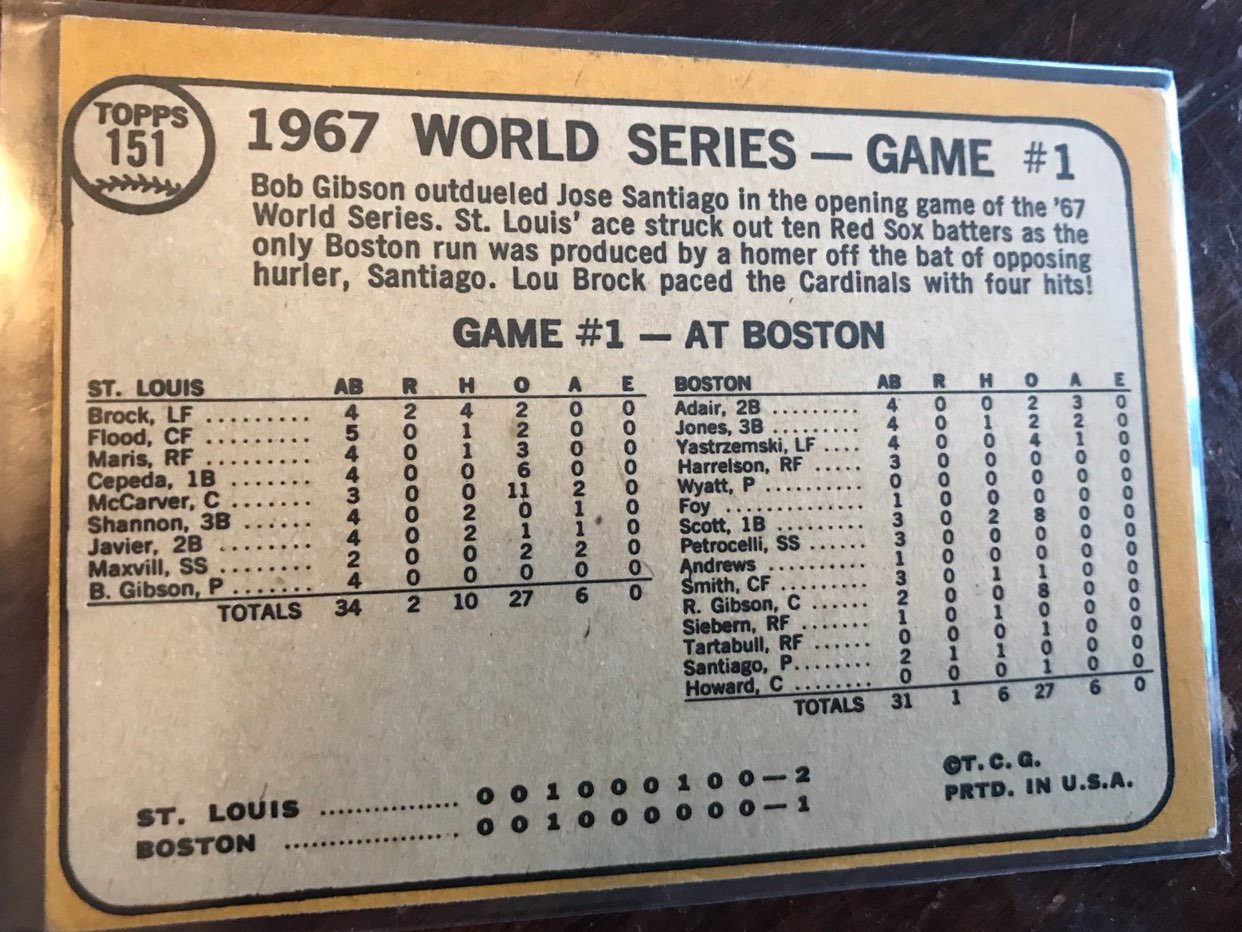 TOPPS
151
1967 WORLD SERIES — GAME #1
Bob Gibson outdueled Jose Santiago in the opening game of the '67
World Series. St. Louis' ace struck out ten Red Sox batters as the
only Boston run was produced by a homer off the bat of opposing
hurler, Santiago. Lou Brock paced the Cardinals with four hits!
GAME #1 — AT BOSTON
ST. LOUIS AB R H O A E
Brock, LF .......... 4 2 4 2 0 0
Flood, CF .......... 5 0 1 2 0 0
Maris, RF .......... 4 0 1 3 0 0
Cepeda, 1B ........ 4 0 0 6 0 0
McCarver, C ........ 3 0 0 11 2 0
Shannon, 3B ...... 4 0 2 0 1 0
Javier, 2B ......... 4 0 2 1 1 0
Maxvill, SS ........ 2 0 0 2 2 0
B. Gibson, P ....... 4 0 0 0 0 0
TOTALS 34 2 10 27 6 0
BOSTON AB R H O A E
Adair, 2B ......... 4 0 0 2 3 0
Jones, 3B ......... 4 0 1 2 2 0
Yastrzemski, LF .... 4 0 0 4 1 0
Harrelson, RF ..... 3 0 0 0 0 0
Wyatt, P .......... 0 0 0 0 0 0
Foy ............... 1 0 0 0 0 0
Scott, 1B ......... 3 0 2 8 0 0
Petrocelli, SS ...... 3 0 0 0 0 0
Andrews .......... 1 0 0 0 0 0
Smith, CF ......... 3 0 1 1 0 0
R. Gibson, C ...... 2 0 0 8 0 0
Siebern, RF ....... 1 0 1 0 0 0
Tartabull, RF ...... 0 0 0 1 0 0
Santiago, P........ 2 1 1 0 0 0
Howard, C ........ 0 0 0 1 0 0
TOTALS 31 1 6 27 6 0
ST. LOUIS ................ 0 0 1 0 0 0 1 0 0 — 2
BOSTON .................... 0 0 1 0 0 0 0 0 0 — 1
©T. C. G.
PRTD. IN U.S.A.